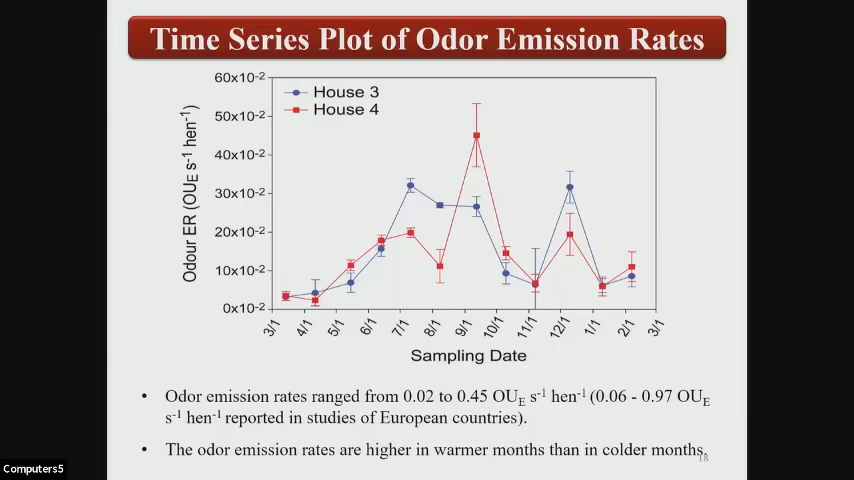 Time Series Plot of Odor Emission Rates
60x10-2
50x10-2
40x10-2
30x10-2
20x10-2
10x10-2
0x10-2
Odour ER (OUE s-1 hen-1)
House 3
House 4
3/1 4/1 5/1 6/1 7/1 8/1 9/1 10/1 11/1 12/1 1/1 2/1 3/1
Sampling Date
• Odor emission rates ranged from 0.02 to 0.45 OUE s-1 hen-1 (0.06 - 0.97 OUE
s-1 hen-1 reported in studies of European countries).
• The odor emission rates are higher in warmer months than in colder months.
18
Computers5